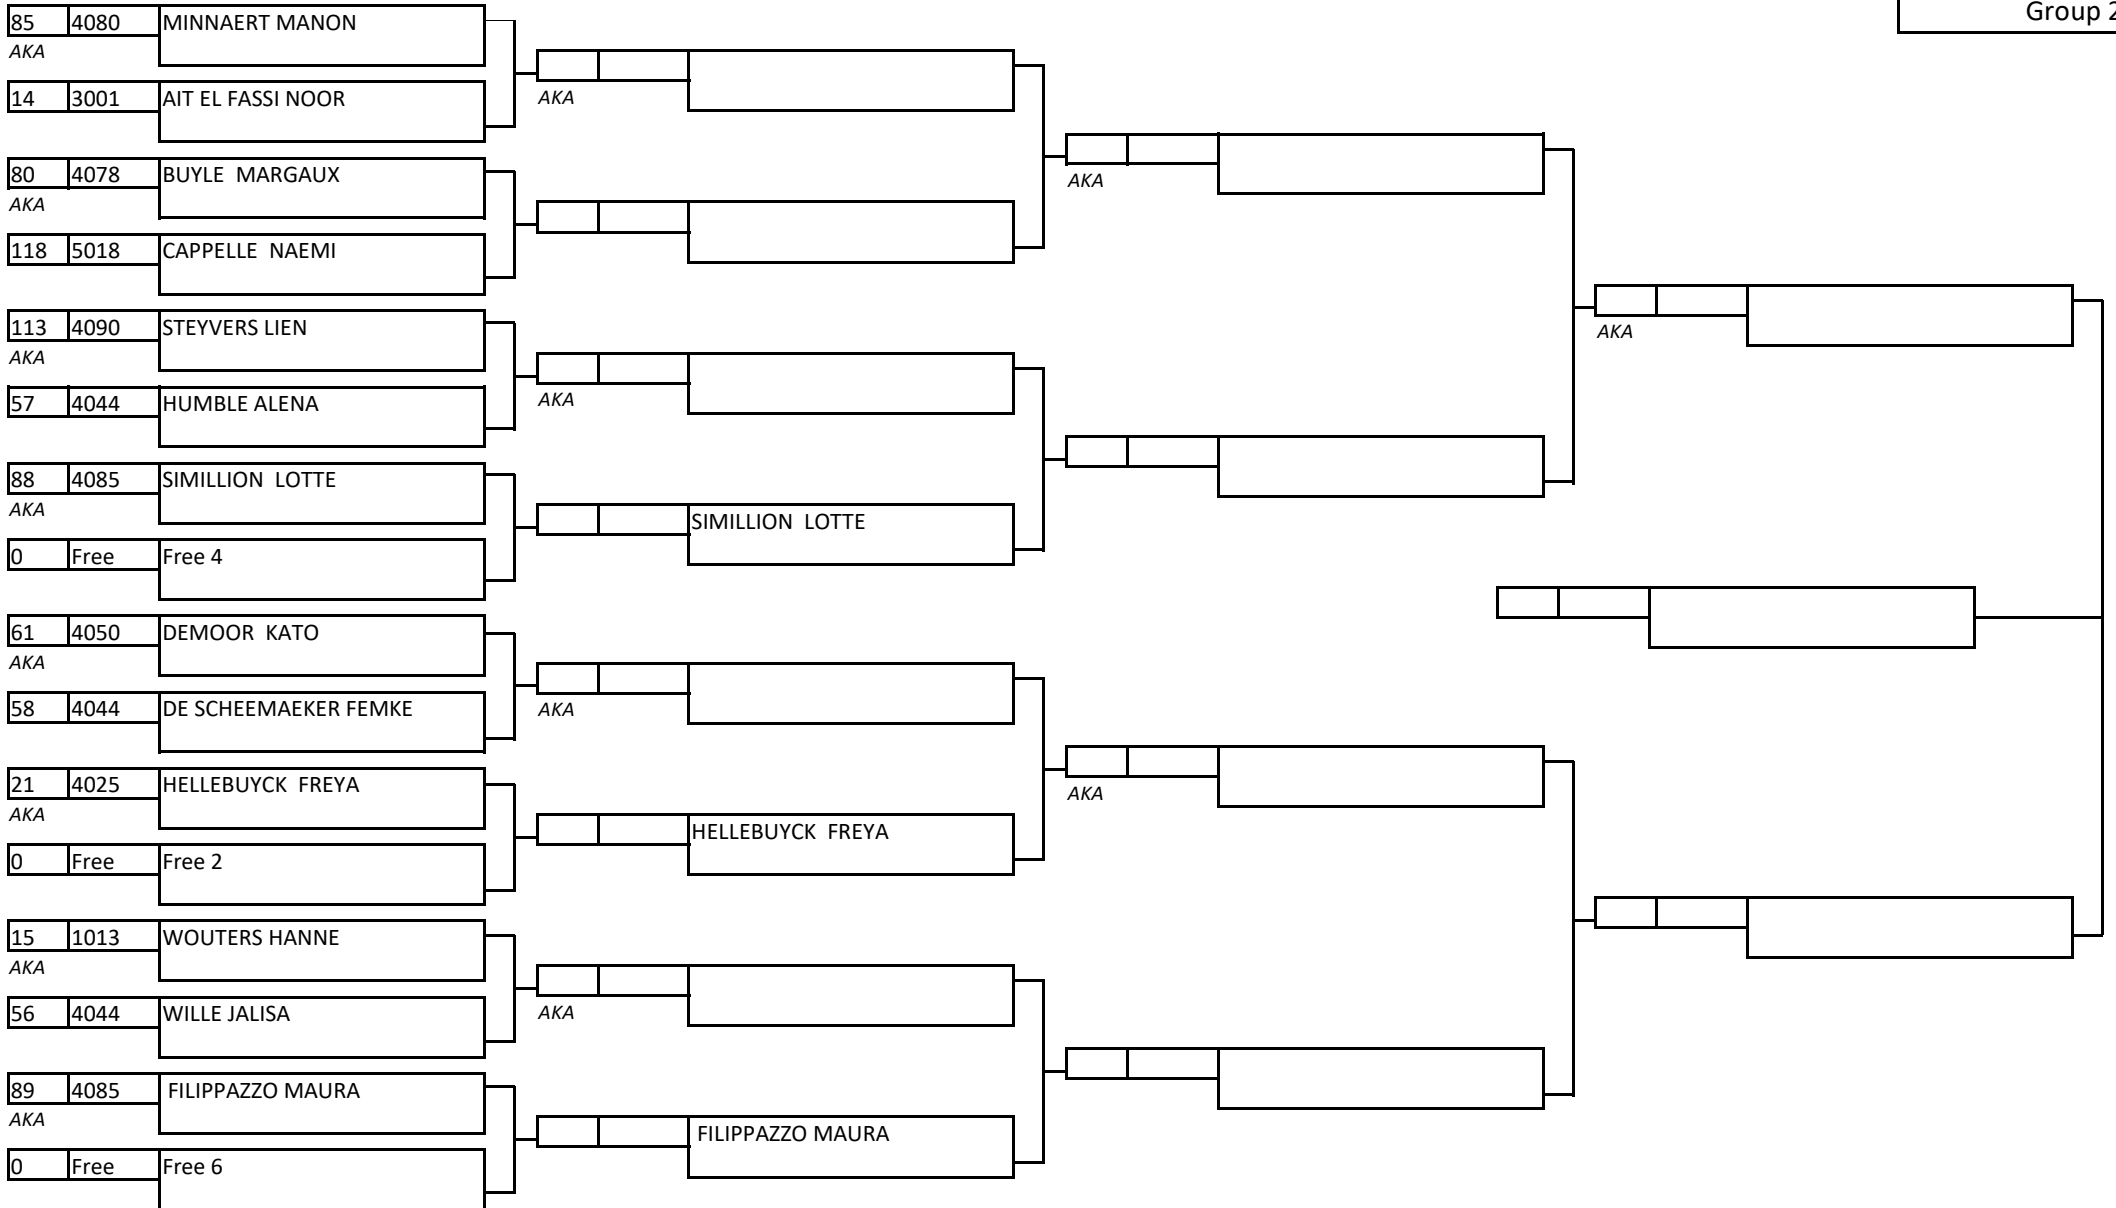 Group 2
85 4080 MINNAERT MANON
AKA
14 3001 AIT EL FASSI NOOR
AKA
80 4078 BUYLE  MARGAUX
AKA
AKA
118 5018 CAPPELLE  NAEMI
113 4090 STEYVERS LIEN
AKA
AKA
57 4044 HUMBLE ALENA
AKA
88 4085 SIMILLION  LOTTE
AKA
SIMILLION  LOTTE
0 Free Free 4
61 4050 DEMOOR  KATO
AKA
58 4044 DE SCHEEMAEKER FEMKE
AKA
21 4025 HELLEBUYCK  FREYA
AKA
AKA
HELLEBUYCK  FREYA
0 Free Free 2
15 1013 WOUTERS HANNE
AKA
56 4044 WILLE JALISA
AKA
89 4085 FILIPPAZZO MAURA
AKA
FILIPPAZZO MAURA
0 Free Free 6